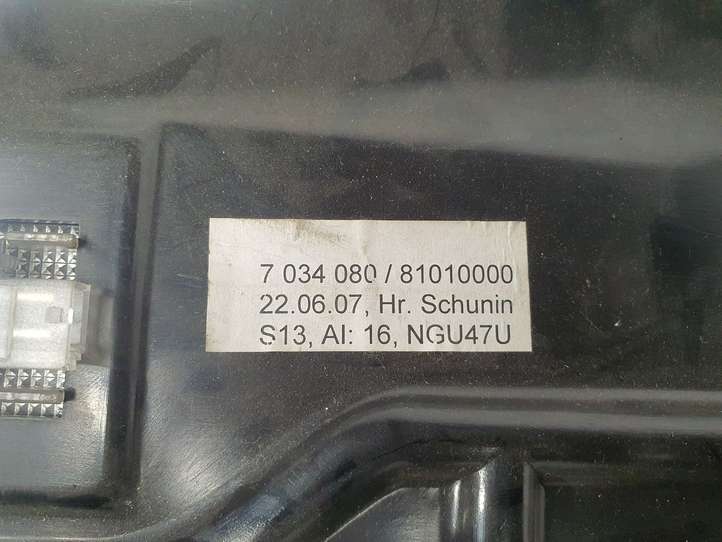 7 034 080 / 81010000
22.06.07, Hr. Schunin
S13, AI: 16, NGU47U